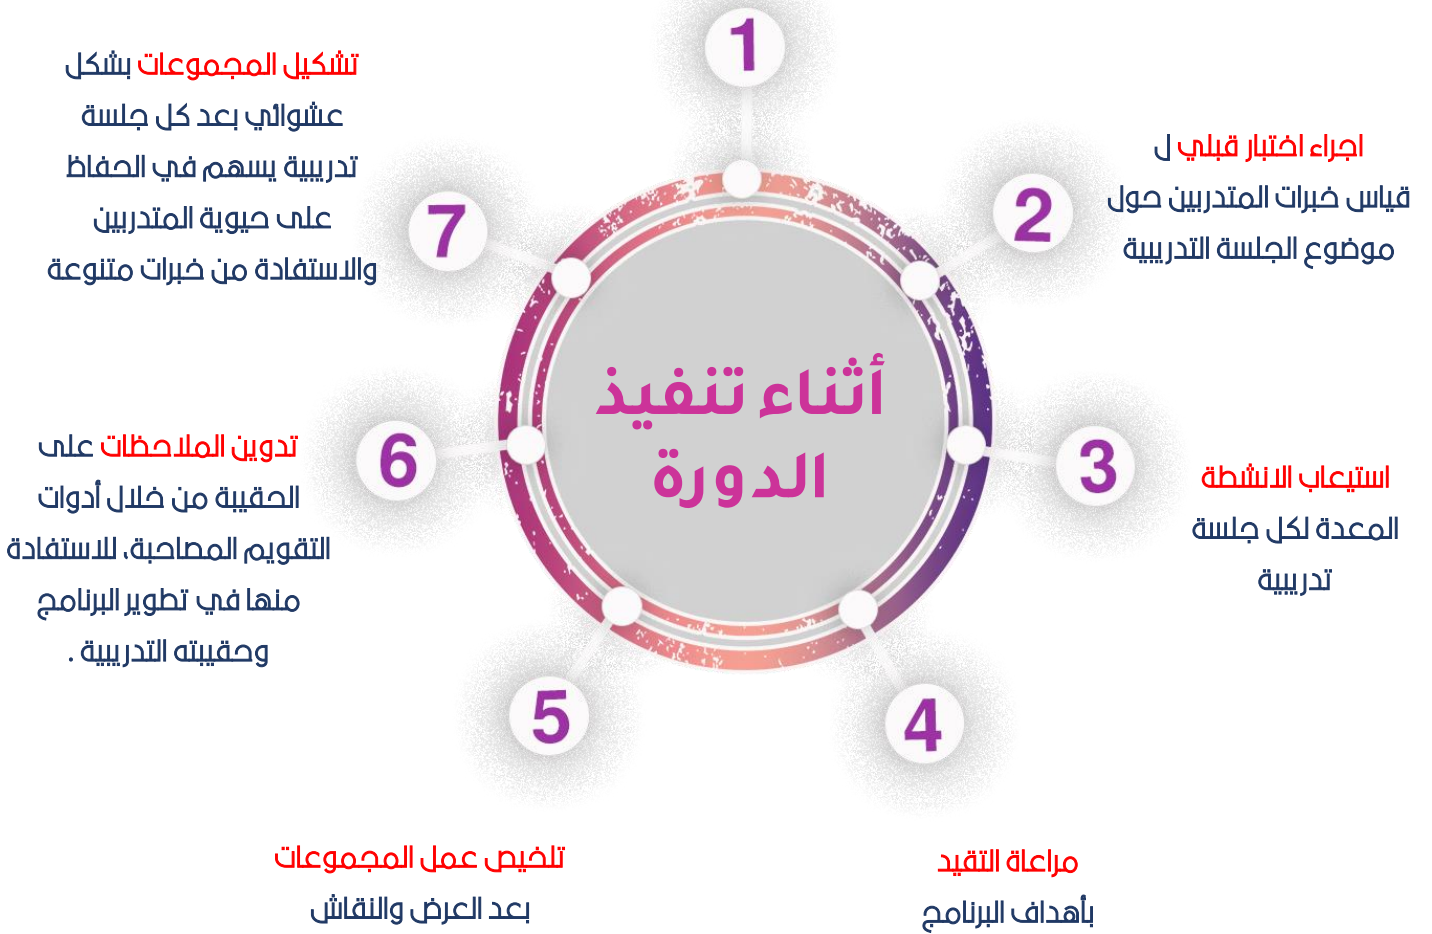 أثناء تنفيذ
الدورة
1
2
اجراء اختبار قبلي ل
قياس خبرات المتدربين حول
موضوع الجلسة التدريبية
3
استيعاب الانشطة
المعدة لكل جلسة
تدريبية
4
مراعاة التقيد
بأهداف البرنامج
5
تلخيص عمل المجموعات
بعد العرض والنقاش
6
تدوين الملاحظات على
الحقيبة من خلال أدوات
التقويم المصاحبة، للاستفادة
منها في تطوير البرنامج
وحقيبته التدريبية .
7
تشكيل المجموعات بشكل
عشوائي بعد كل جلسة
تدريبية يسهم في الحفاظ
على حيوية المتدربين
والاستفادة من خبرات متنوعة